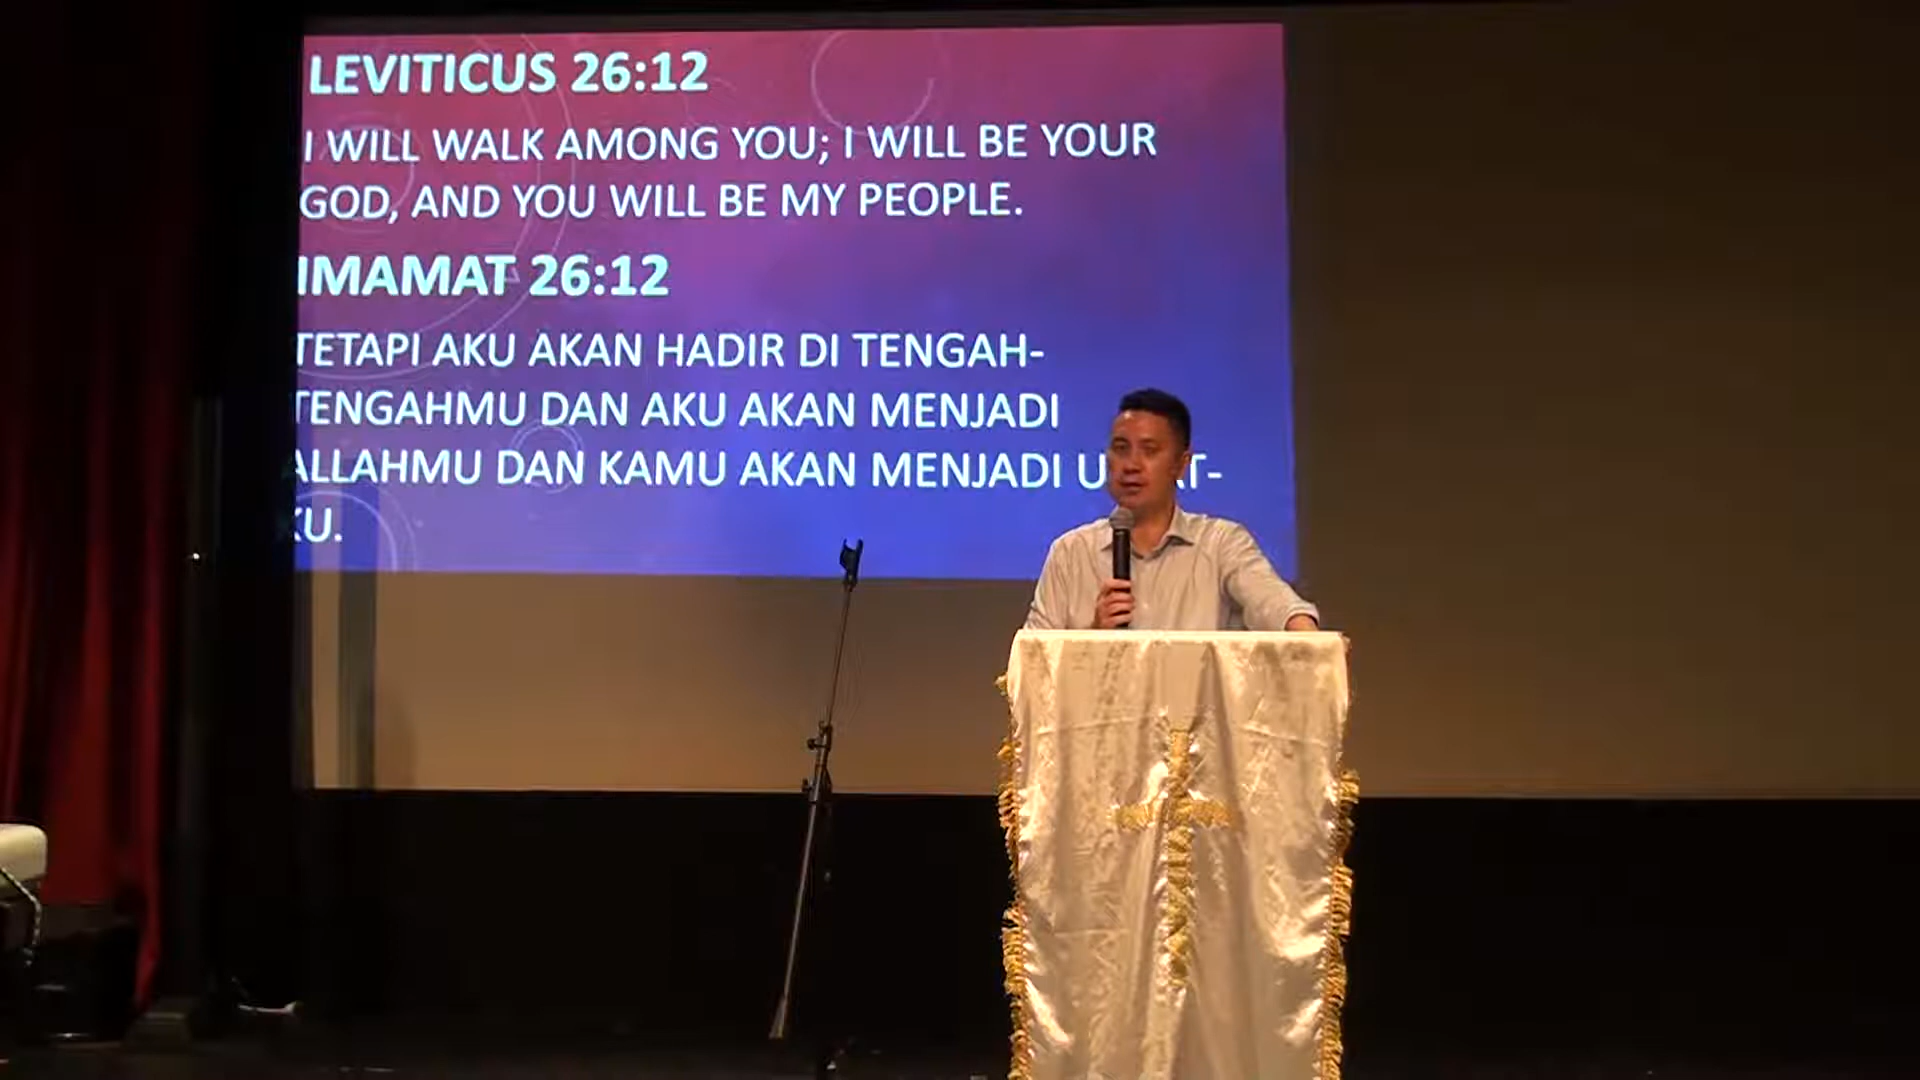 LEVITICUS 26:12
I WILL WALK AMONG YOU; I WILL BE YOUR
GOD, AND YOU WILL BE MY PEOPLE.
IMAMAT 26:12
TETAPI AKU AKAN HADIR DI TENGAH-
TENGAHMU DAN AKU AKAN MENJADI
ALLAHMU DAN KAMU AKAN MENJADI
KU.